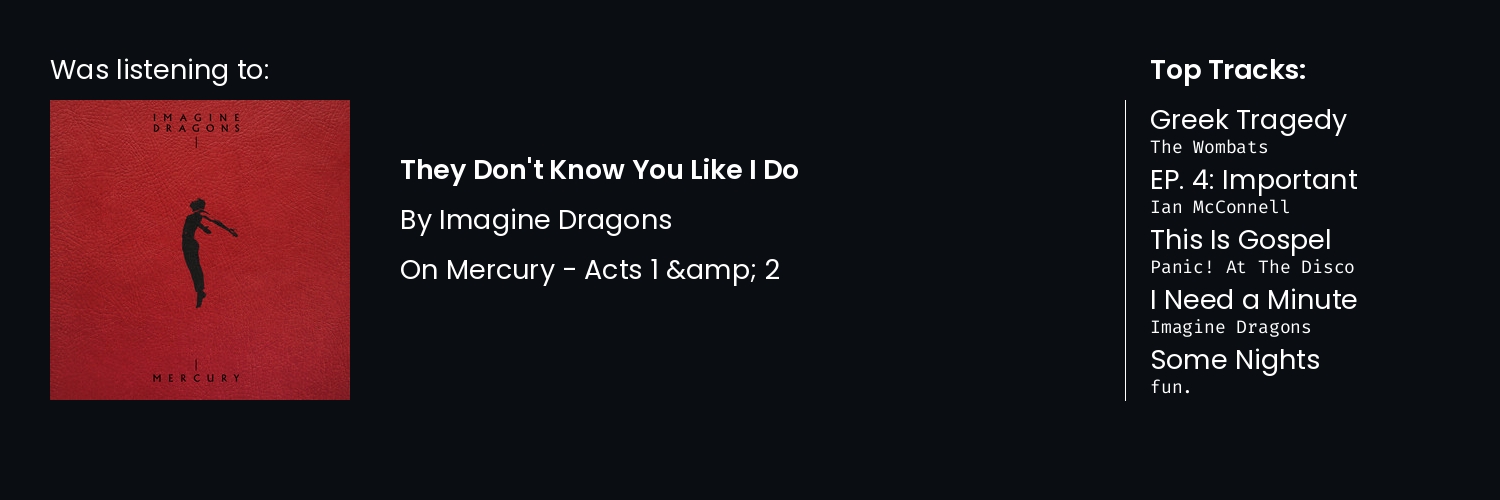 Was listening to:
IMAGINE
DRAGONS
MERCURY
They Don't Know You Like I Do
By Imagine Dragons
On Mercury - Acts 1 &amp; 2
Top Tracks:
Greek Tragedy
The Wombats
EP. 4: Important
Ian McConnell
This Is Gospel
Panic! At The Disco
I Need a Minute
Imagine Dragons
Some Nights
fun.